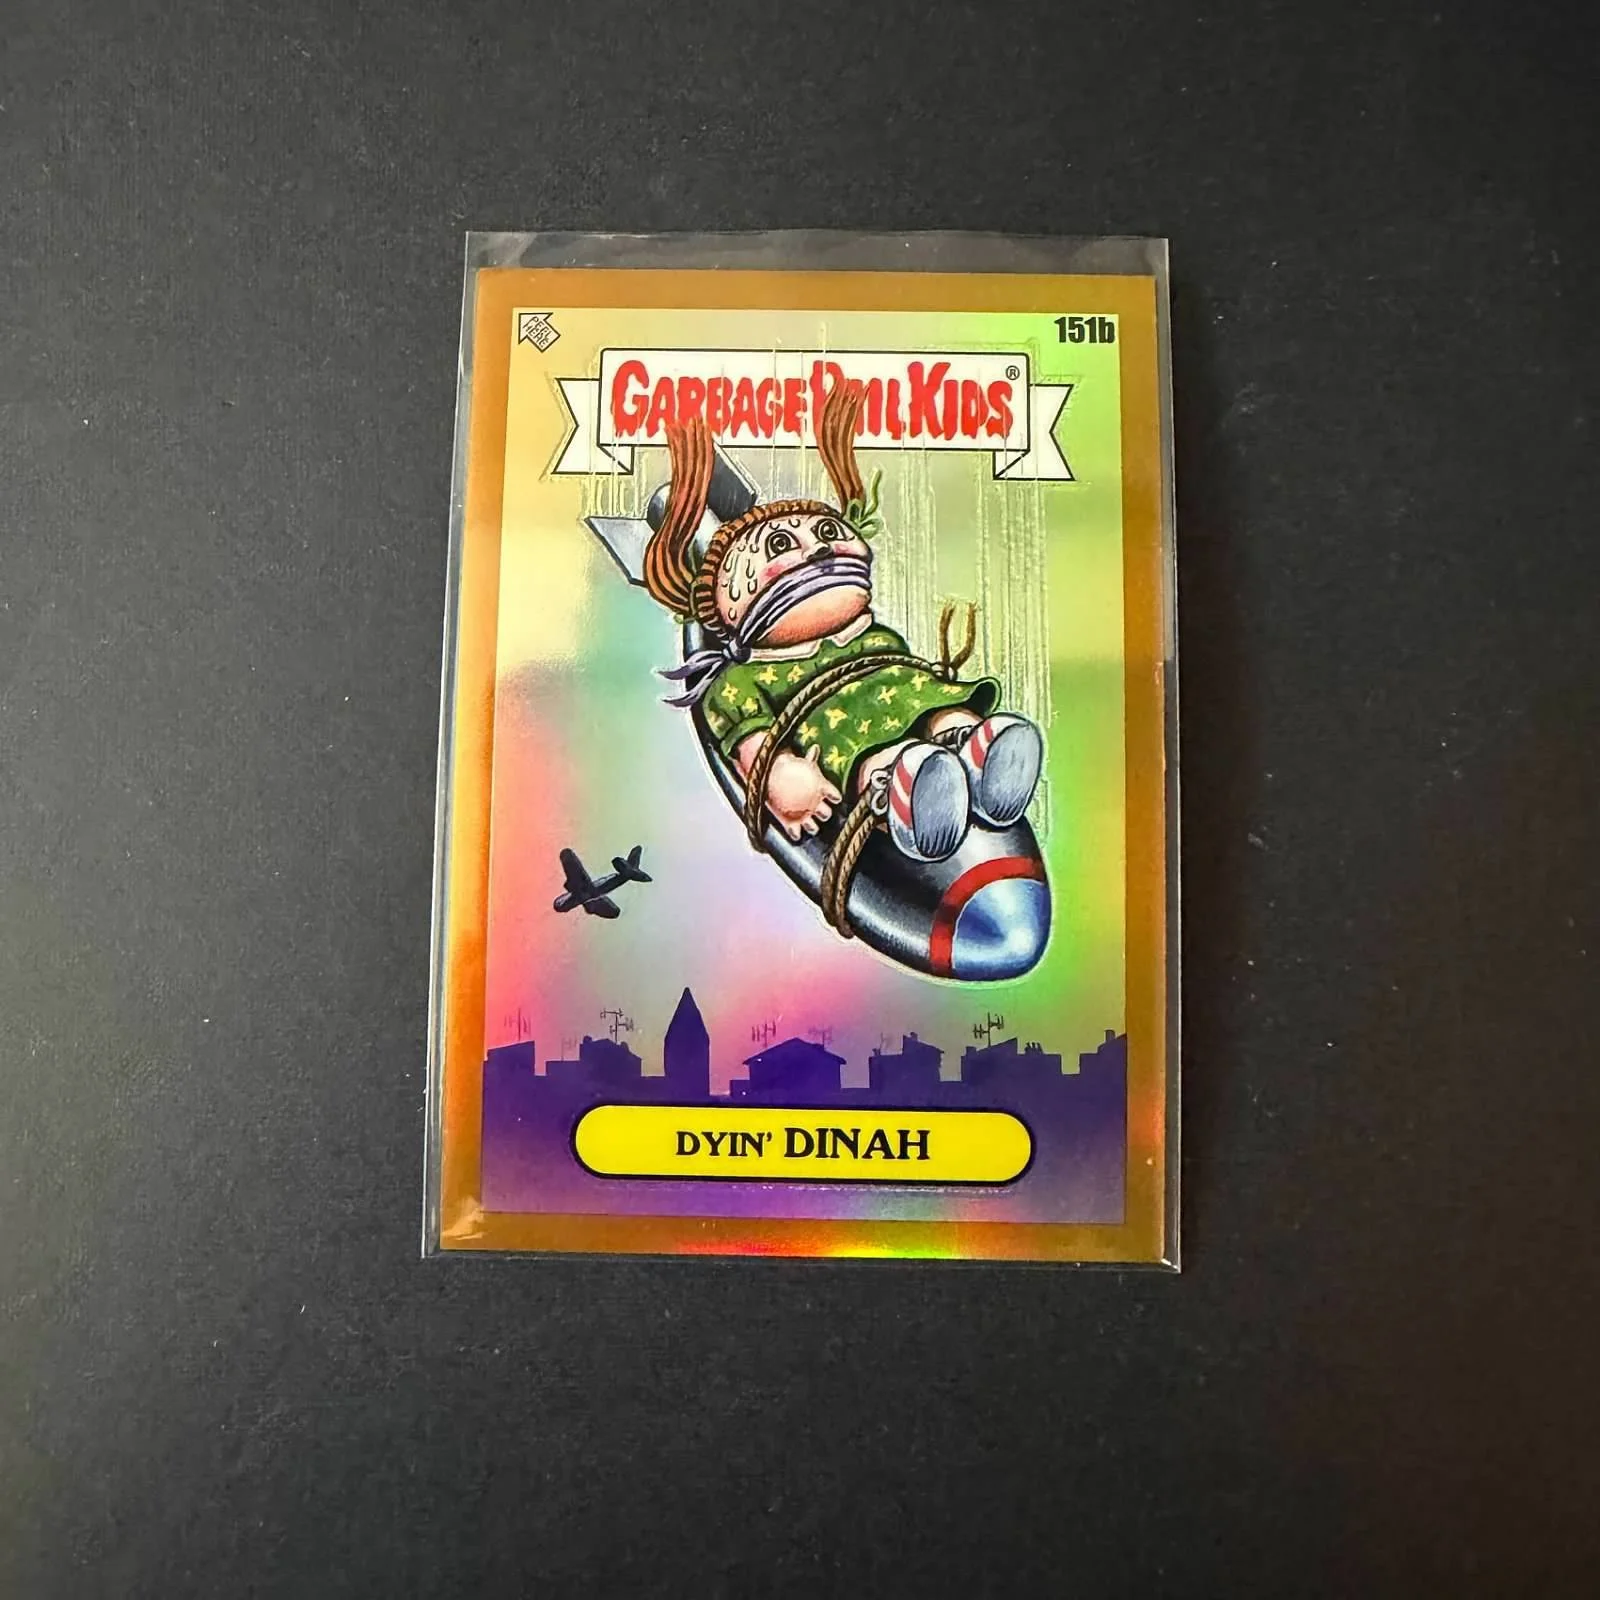 PEEL HERE
151b
GARBAGE PAIL KIDS®
DYIN' DINAH